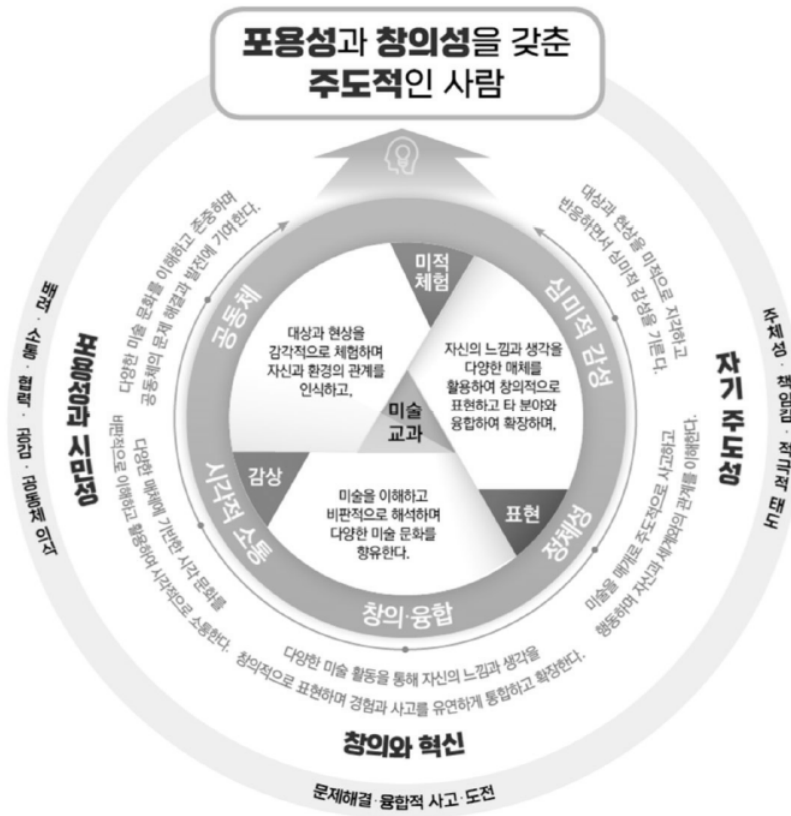 포용성과 창의성을 갖춘
주도적인 사람
미적
체험
대상과 현상을
감각적으로 체험하며
자신과 환경의 관계를
인식하고,
자신의 느낌과 생각을
다양한 매체를
활용하여 창의적으로
표현하고 타 분야와
융합하여 확장하며,
미술
교과
감상
표현
미술을 이해하고
비판적으로 해석하며
다양한 미술 문화를
향유한다.
공동체
심미적 감성
정체성
창의·융합
시각적 소통
다양한 미술 문화를 이해하고 존중하며
공동체의 문제 해결과 발전에 기여한다.
대상과 현상을 미적으로 지각하고
반응하면서 심미적 감성을 기른다.
미술을 매개로 주도적으로 사고하고
행동하며 자신과 세계와의 관계를 이해한다.
다양한 미술 활동을 통해 자신의 느낌과 생각을
창의적으로 표현하며 경험과 사고를 유연하게 통합하고 확장한다.
다양한 매체에 기반한 시각 문화를
비판적으로 이해하고 활용하여 시각적으로 소통한다.
포용성과 시민성
배려·소통·협력·공감·공동체 의식
자기 주도성
주체성·책임감·적극적 태도
창의와 혁신
문제해결·융합적 사고·도전